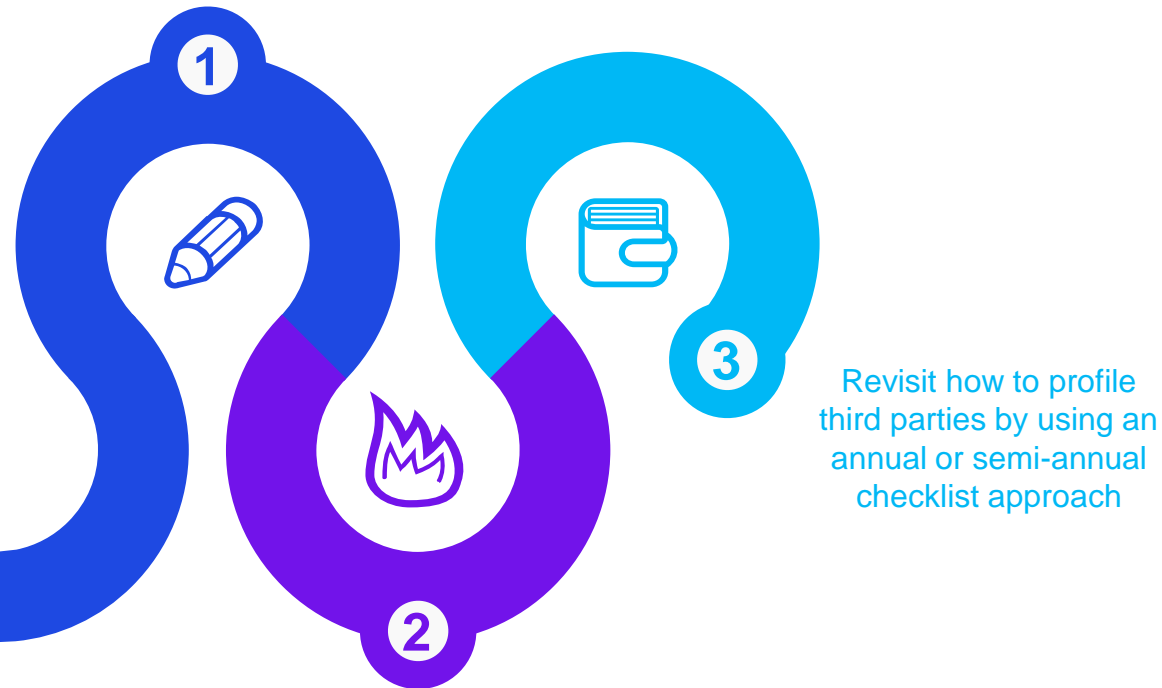 1
2
3
Revisit how to profile
third parties by using an
annual or semi-annual
checklist approach